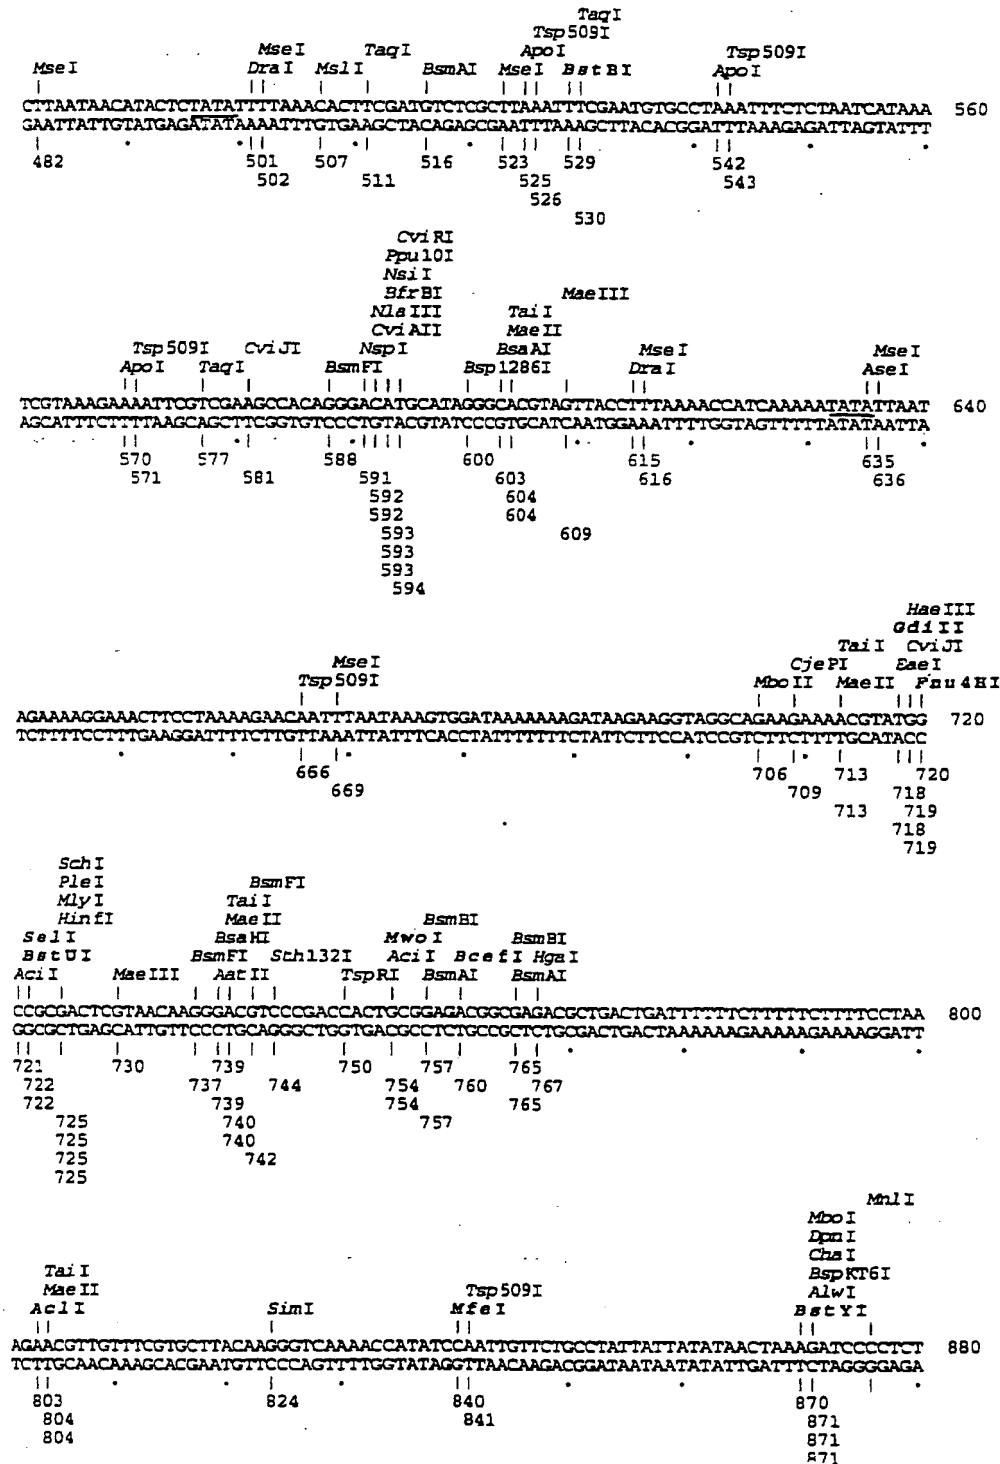 TaqI
Tsp509I
MseI TaqI ApoI Tsp509I
MseI DraI MslI BsmAI MseI BstBI ApoI
CTTAATAACATACTCTATATTTTTAAACACTTCGATGTCTCGCTTAAATTTCGAATGTGCCTAAATTTCTCTAATCATAAA 560
GAATTATTGTATGAGATATAAAAATTTGTGAAGCTACAGAGCGAATTTAAAGCTTACACGGATTTAAAGAGATTAGTATTT
482 501 507 516 523 529 542
502 511 525 543
526
530
CviRI
Ppu10I
NsiI
BfrBI MaeIII
NlaIII TaiI
CviAII MaeII
Tsp509I CviJI NspI BsaAI MseI MseI
ApoI TaqI BsmFI Bsp1286I DraI AseI
TCGTAAAGAAAATTCGTCGAAGCCACAGGGACATGCATAGGGCACGTAGTTACCTTTAAAACCATCAAAAATATATTAAT 640
AGCATTTCTTTTAAGCAGCTTCGGTGTCCCTGTACGTATCCCGTGCATCAATGGAAATTTTGGTAGTTTTTATATAATTA
570 577 588 591 600 615 635
571 581 592 603 616 636
592 604
593 604
593 609
593
594
HaeIII
GdiII
MseI TaiI CviJI
Tsp509I CjePI EaeI
MboII MaeII Fnu4HI
AGAAAAGGAAACTTCCTAAAAGAACAATTTAATAAAGTGGATAAAAAAAGATAAGAAGGTAGGCAGAAGAAAACGTATGG 720
TCTTTTCCTTTGAAGGATTTTCTTGTTAAATTATTTCACCTATTTTTTTCTATTCTTCCATCCGTCTTCTTTTGCATACC
666 706 713 720
669 709 718
713 719
718
719
SchI
PleI BsmFI
MlyI TaiI
HinfI MaeII BsmBI
SelI BsaHI MwoI BsmBI
BstUI BsmFI Sth132I AciI BcefI HgaI
AciI MaeIII AatII TspRI BsmAI BsmAI
CCGCGACTCGTAACAAGGGACGTCCCGACCACTGCGGAGACGGCGAGACGCTGACTGATTTTTTCTTTTTCTTTTCCTAA 800
GGCGCTGAGCATTGTTCCCTGCAGGGCTGGTGACGCCTCTGCCGCTCTGCGACTGACTAAAAAAGAAAAAGAAAAGGATT
721 730 739 750 757 765
722 737 744 754 760 767
722 739 754 765
725 740 757
725 740
725 742
725
MnlI
MboI
DpnI
ChaI
TaiI BspKT6I
MaeII Tsp509I AlwI
AclI SimI MfeI BstYI
AGAACGTTGTTTCGTGCTTACAAGGGTCAAAACCATATCCAATTGTTCTGCCTATTATTATATAACTAAAGATCCCCTCT 880
TCTTGCAACAAAGCACGAATGTTCCCAGTTTTGGTATAGGTTAACAAGACGGATAATAATATATTGATTTCTAGGGGAGA
803 824 840 870
804 841 871
804 871
871